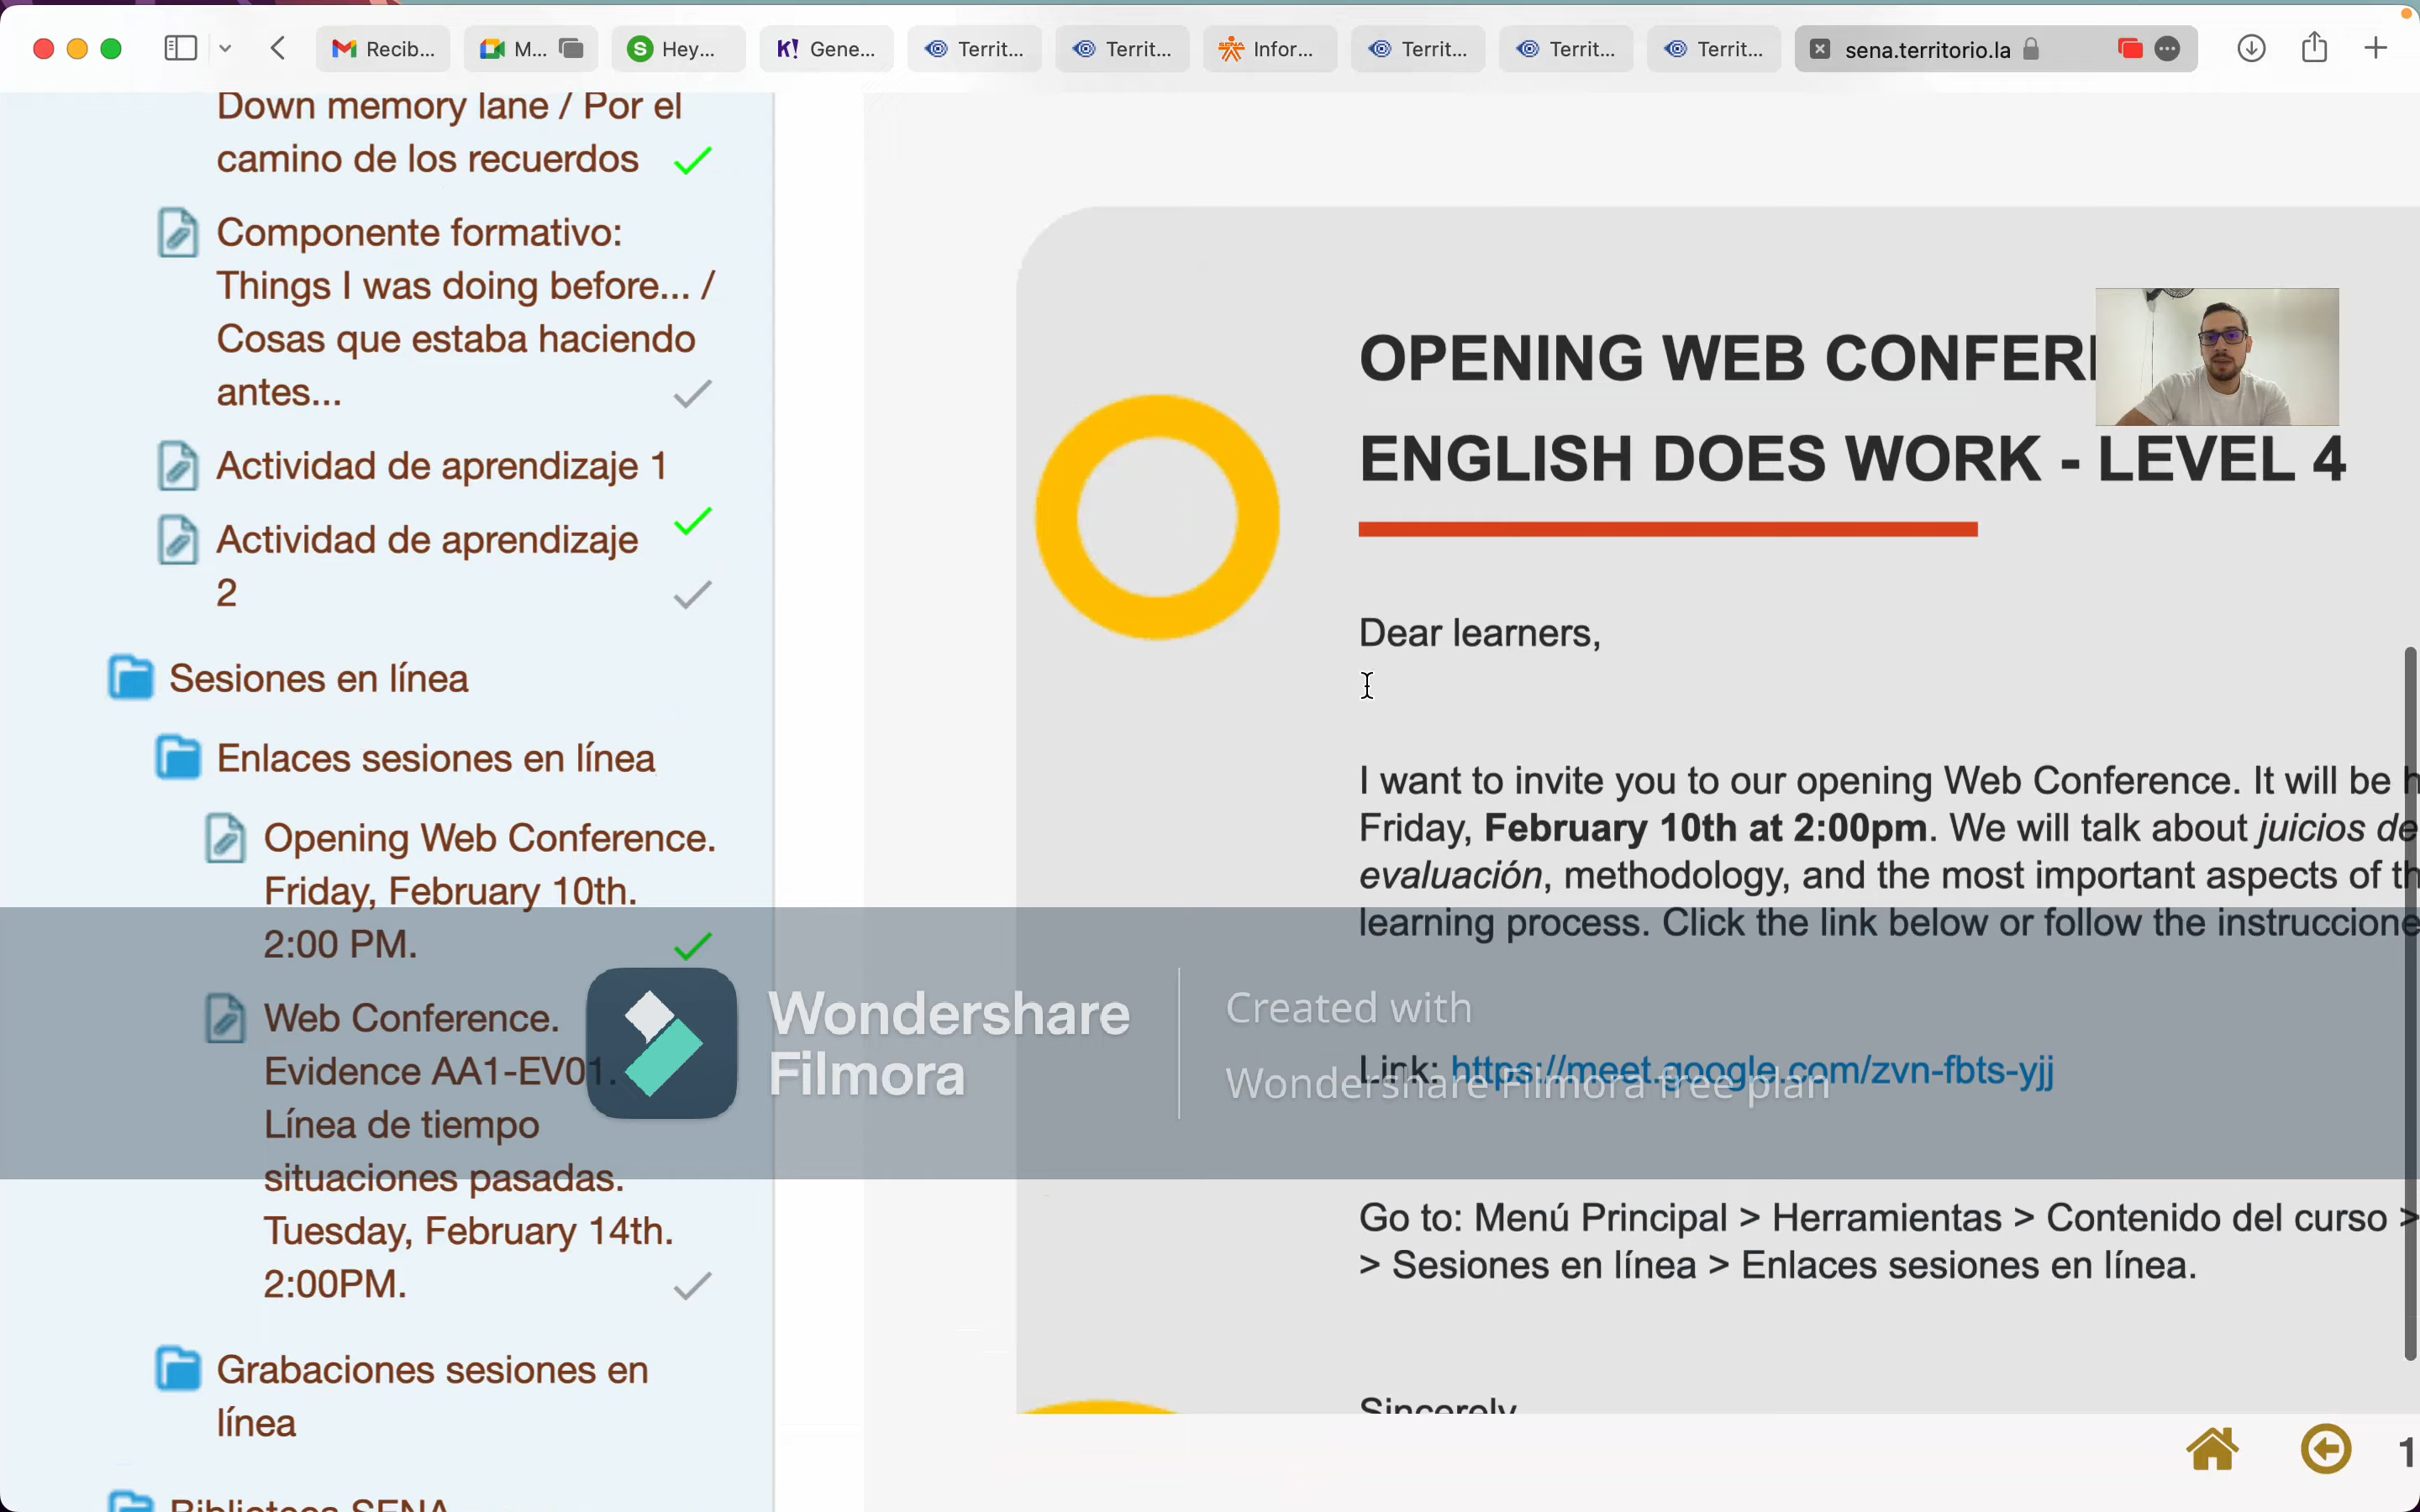 Recib...
M...
Hey...
K! Gene...
Territ...
Territ...
SENA Infor...
Territ...
Territ...
Territ...
sena.territorio.la
Down memory lane / Por el
camino de los recuerdos
Componente formativo:
Things I was doing before... /
Cosas que estaba haciendo
antes...
Actividad de aprendizaje 1
Actividad de aprendizaje
2
Sesiones en línea
Enlaces sesiones en línea
Opening Web Conference.
Friday, February 10th.
2:00 PM.
Web Conference.
Evidence AA1-EV01.
Línea de tiempo
situaciones pasadas.
Tuesday, February 14th.
2:00PM.
Grabaciones sesiones en
línea
Biblioteca SENA
OPENING WEB CONFER
ENGLISH DOES WORK - LEVEL 4
Dear learners,
I want to invite you to our opening Web Conference. It will be h
Friday, February 10th at 2:00pm. We will talk about juicios de
evaluación, methodology, and the most important aspects of th
learning process. Click the link below or follow the instruccione
Link: https://meet.google.com/zvn-fbts-yjj
Go to: Menú Principal > Herramientas > Contenido del curso >
> Sesiones en línea > Enlaces sesiones en línea.
Sincerely
1
Wondershare
Filmora
Created with
Wondershare Filmora free plan